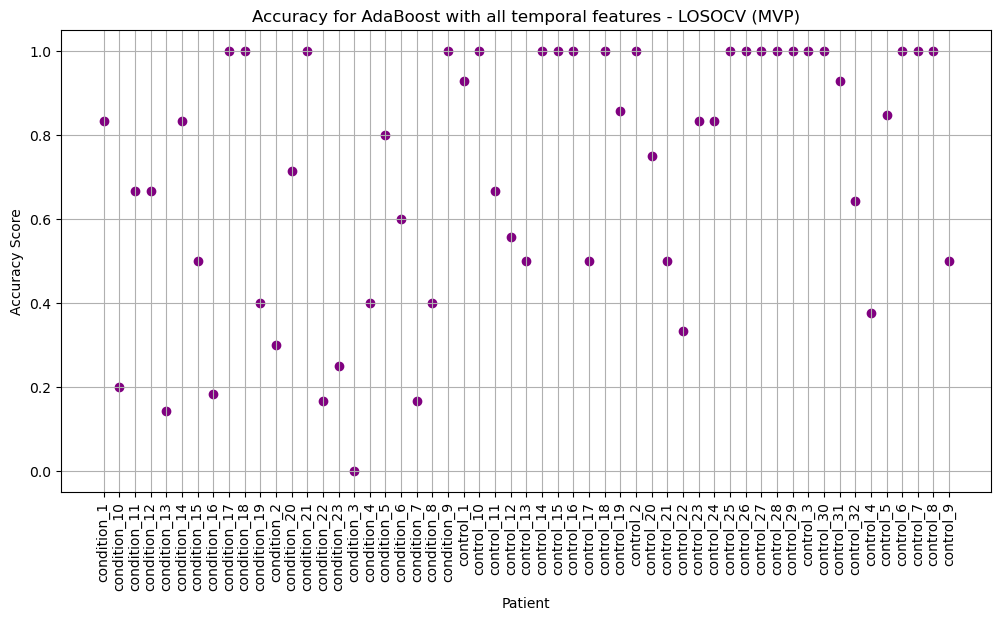 Accuracy for AdaBoost with all temporal features - LOSOCV (MVP)
1.0
0.8
0.6
0.4
0.2
0.0
Accuracy Score
condition_1
condition_10
condition_11
condition_12
condition_13
condition_14
condition_15
condition_16
condition_17
condition_18
condition_19
condition_2
condition_20
condition_21
condition_22
condition_23
condition_3
condition_4
condition_5
condition_6
condition_7
condition_8
condition_9
control_1
control_10
control_11
control_12
control_13
control_14
control_15
control_16
control_17
control_18
control_19
control_2
control_20
control_21
control_22
control_23
control_24
control_25
control_26
control_27
control_28
control_29
control_3
control_30
control_31
control_32
control_4
control_5
control_6
control_7
control_8
control_9
Patient